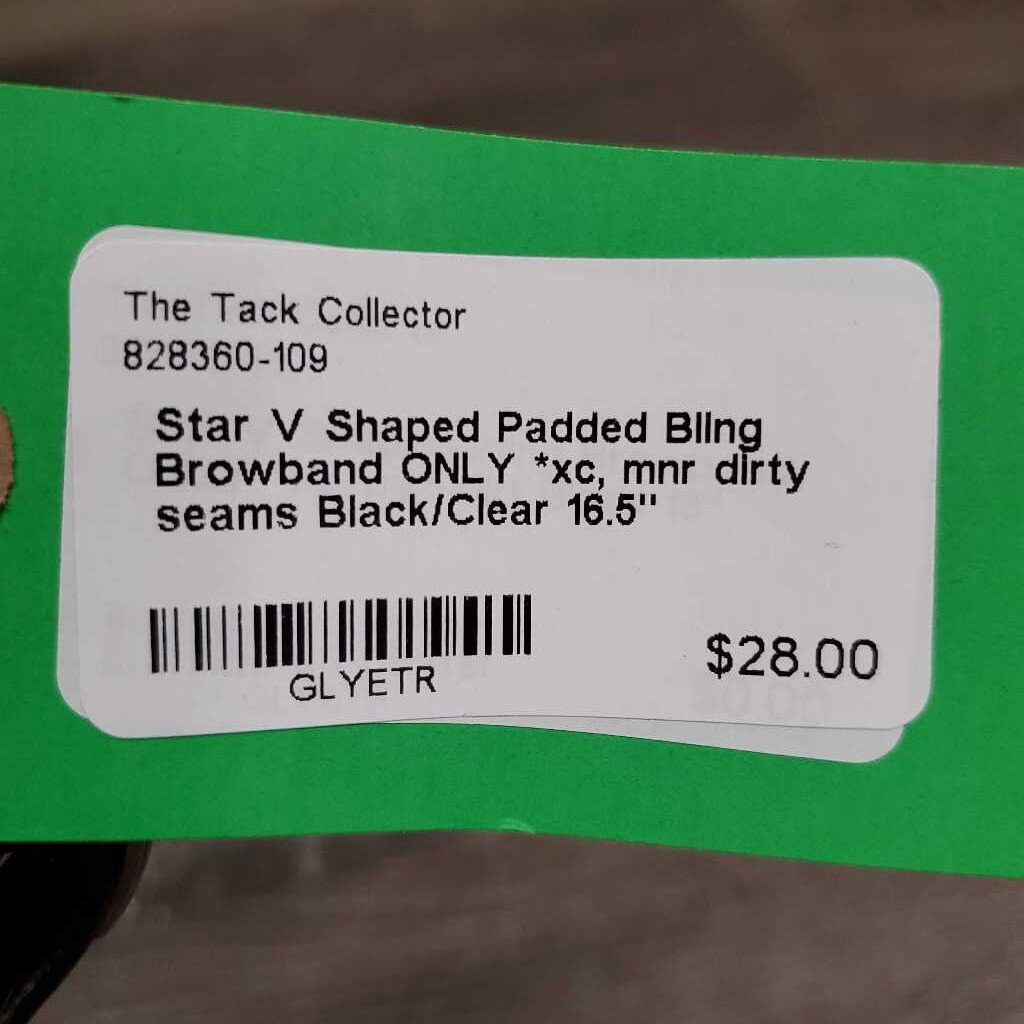 The Tack Collector
828360-109
Star V Shaped Padded Bling
Browband ONLY *xc, mnr dirty
seams Black/Clear 16.5"
GLYETR
$28.00